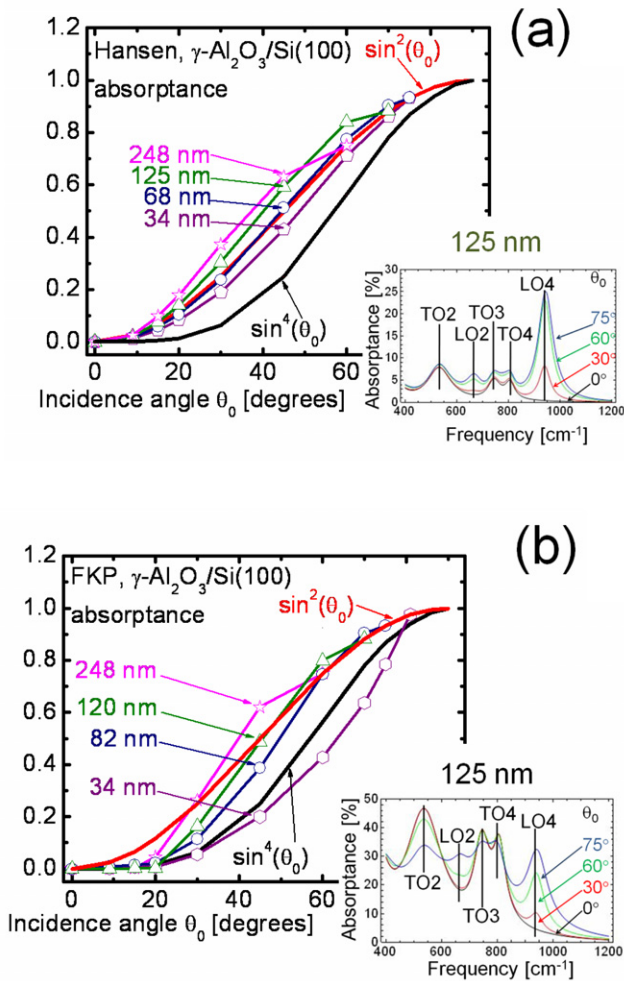 (a)
1.2
Hansen, γ-Al₂O₃/Si(100)
absorptance
sin²(θ₀)
1.0
0.8
0.6
0.4
0.2
0.0
248 nm
125 nm
68 nm
34 nm
sin⁴(θ₀)
0 20 40 60
Incidence angle θ₀ [degrees]
125 nm
Absorptance [%]
30
25
20
15
10
5
0
TO2
LO2
TO3
TO4
LO4
θ₀
75°
60°
30°
0°
400 600 800 1000 1200
Frequency [cm⁻¹]
(b)
1.2
FKP, γ-Al₂O₃/Si(100)
absorptance
sin²(θ₀)
1.0
0.8
0.6
0.4
0.2
0.0
248 nm
120 nm
82 nm
34 nm
sin⁴(θ₀)
0 20 40 60
Incidence angle θ₀ [degrees]
125 nm
Absorptance [%]
50
40
30
20
10
0
TO2
LO2
TO3
TO4
LO4
θ₀
75°
60°
30°
0°
400 600 800 1000 1200
Frequency [cm⁻¹]